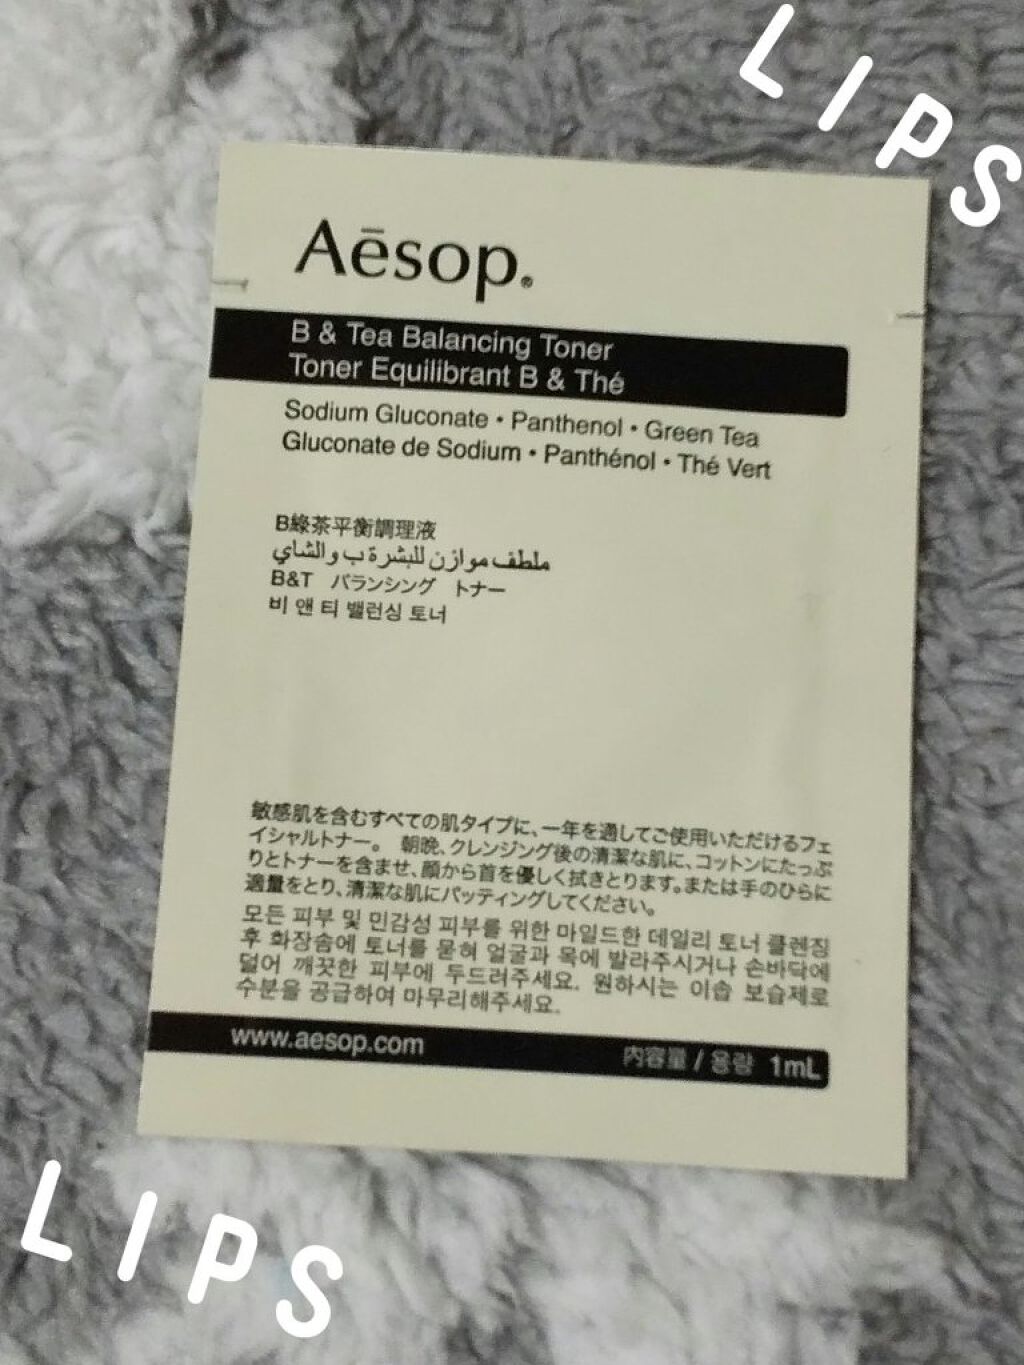 LIPS
Aēsop®
B & Tea Balancing Toner
Toner Equilibrant B & Thé
Sodium Gluconate • Panthenol • Green Tea
Gluconate de Sodium • Panthénol • Thé Vert
B綠茶平衡調理液
ملطف موازن للبشرة ب والشاي
B&T バランシング トナー
비 앤 티 밸런싱 토너
敏感肌を含むすべての肌タイプに、一年を通してご使用いただけるフェ
イシャルトナー。 朝晩、クレンジング後の清潔な肌に、コットンにたっぷ
りとトナーを含ませ、顔から首を優しく拭きとります。または手のひらに
適量をとり、清潔な肌にパッティングしてください。
모든 피부 및 민감성 피부를 위한 마일드한 데일리 토너 클렌징
후 화장솜에 토너를 묻혀 얼굴과 목에 발라주시거나 손바닥에
덜어 깨끗한 피부에 두드려주세요. 원하시는 이솝 보습제로
수분을 공급하여 마무리해주세요.
www.aesop.com 内容量 / 용량 1mL
LIPS